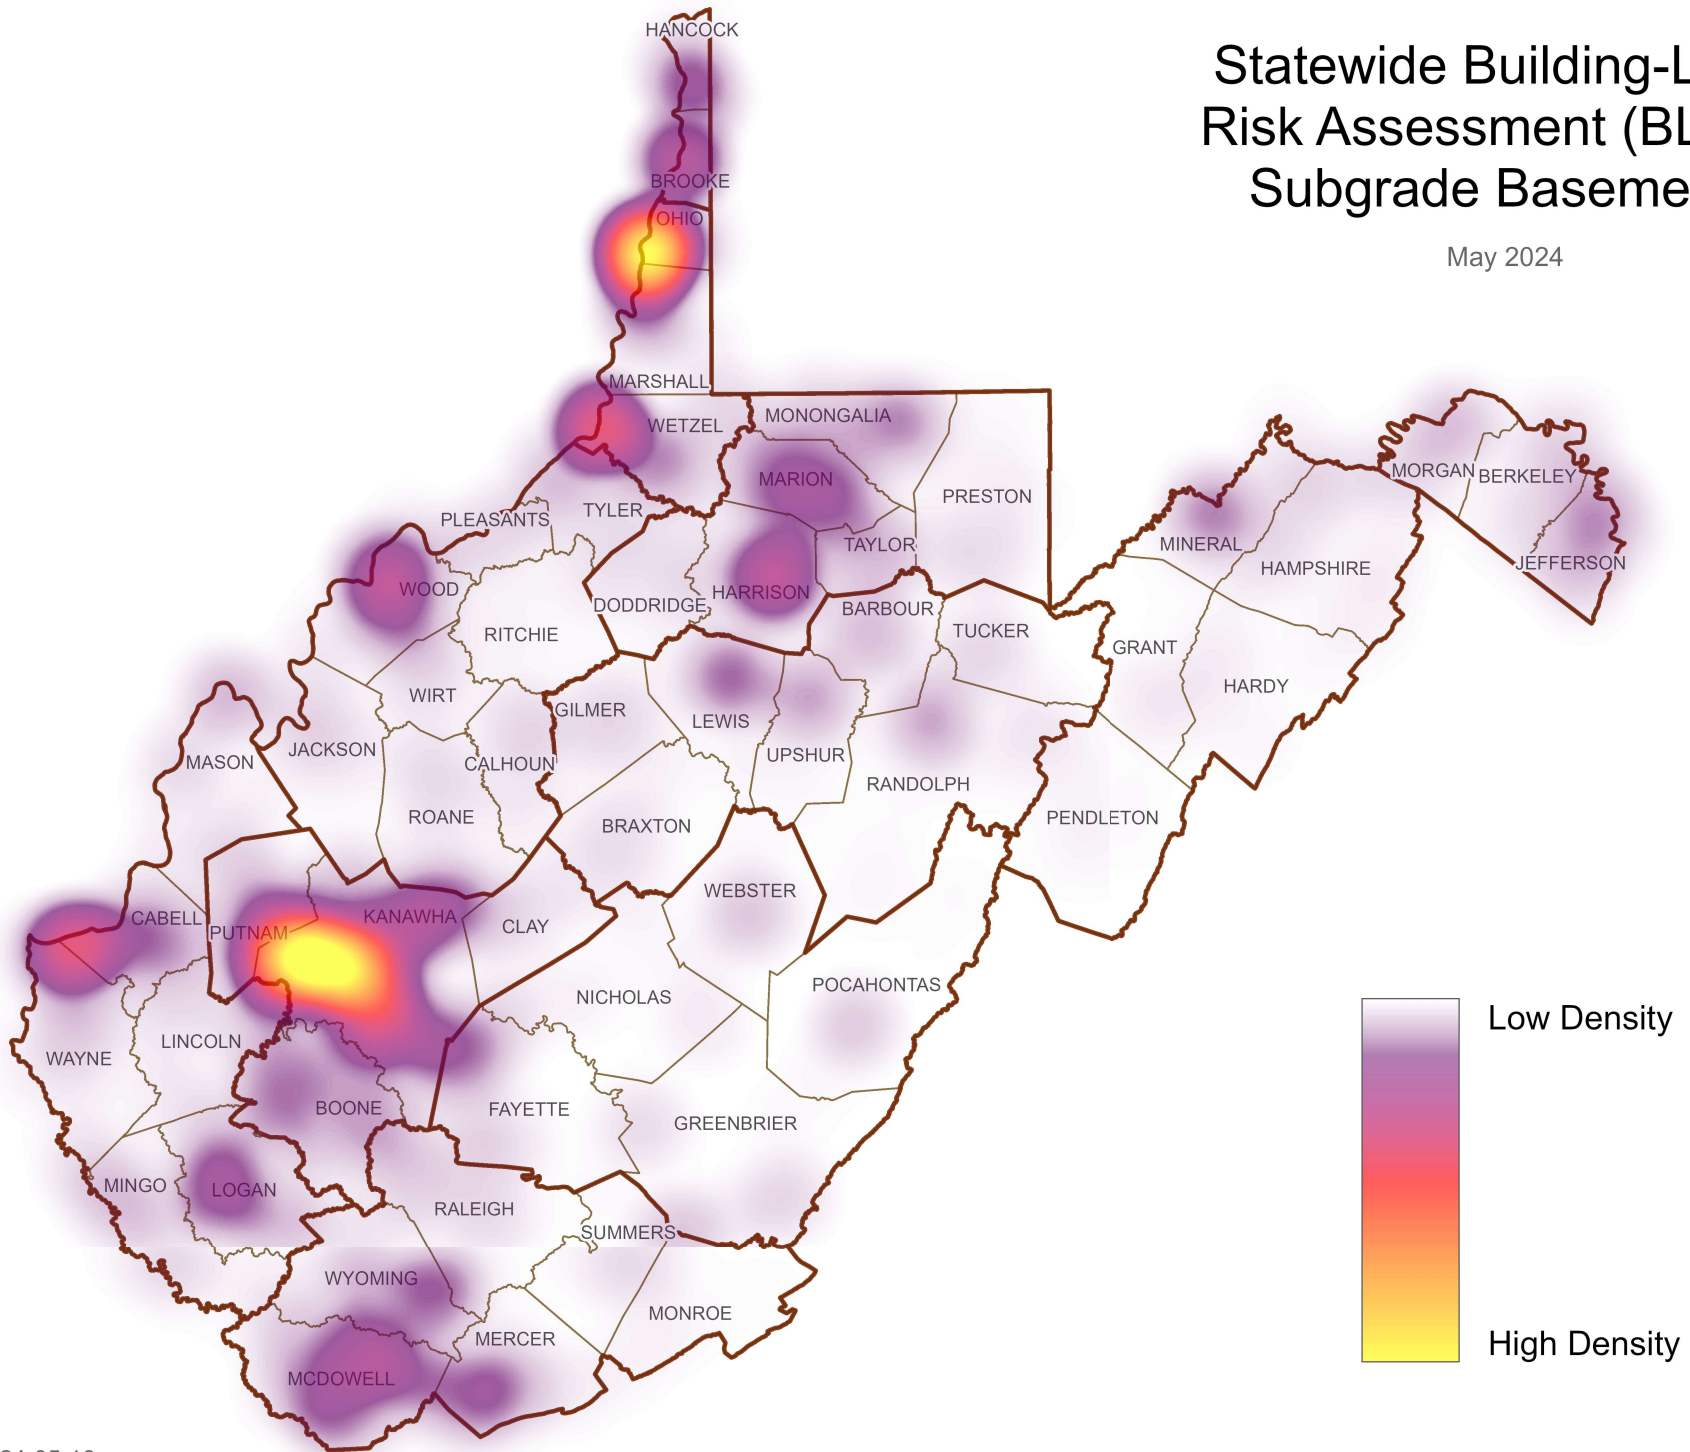 Statewide Building-L
Risk Assessment (BL
Subgrade Baseme
May 2024
HANCOCK
BROOKE
OHIO
MARSHALL
WETZEL
MONONGALIA
MARION
PRESTON
TYLER
PLEASANTS
TAYLOR
MORGAN
BERKELEY
MINERAL
HAMPSHIRE
JEFFERSON
WOOD
DODDRIDGE
HARRISON
BARBOUR
RITCHIE
TUCKER
GRANT
WIRT
GILMER
LEWIS
HARDY
MASON
JACKSON
CALHOUN
UPSHUR
RANDOLPH
ROANE
BRAXTON
PENDLETON
WEBSTER
CABELL
PUTNAM
KANAWHA
CLAY
NICHOLAS
POCAHONTAS
LINCOLN
WAYNE
BOONE
FAYETTE
GREENBRIER
MINGO
LOGAN
RALEIGH
SUMMERS
WYOMING
MONROE
MERCER
MCDOWELL
Low Density
High Density